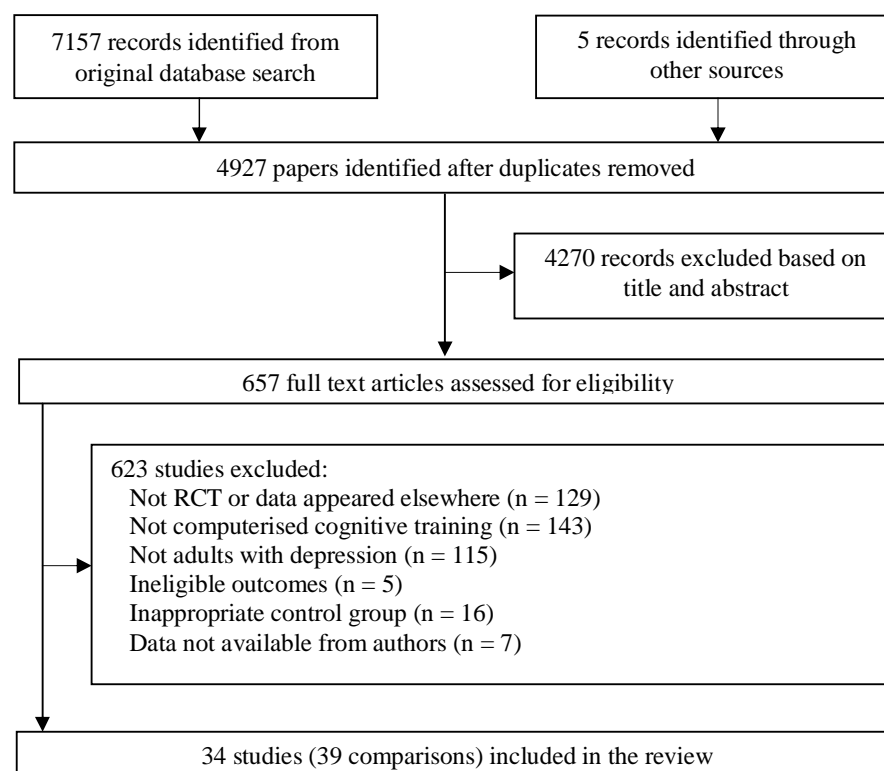 7157 records identified from
original database search
5 records identified through
other sources
4927 papers identified after duplicates removed
4270 records excluded based on
title and abstract
657 full text articles assessed for eligibility
623 studies excluded:
Not RCT or data appeared elsewhere (n = 129)
Not computerised cognitive training (n = 143)
Not adults with depression (n = 115)
Ineligible outcomes (n = 5)
Inappropriate control group (n = 16)
Data not available from authors (n = 7)
34 studies (39 comparisons) included in the review